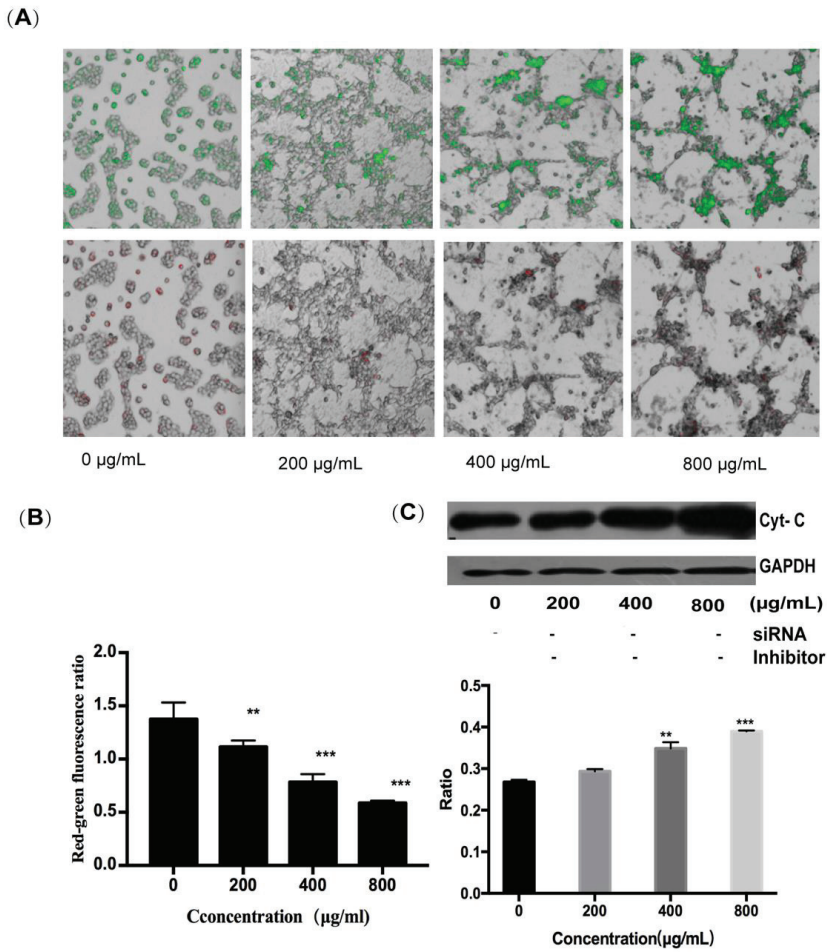 (A)
0 µg/mL 200 µg/mL 400 µg/mL 800 µg/mL
(B)
Red-green fluorescence ratio
2.0
1.5
1.0
0.5
0.0
** *** ***
0 200 400 800
Cconcentration (µg/ml)
(C)
Cyt- C
GAPDH
0 200 400 800 (µg/mL)
- - - - siRNA
- - - Inhibitor
Ratio
0.5
0.4
0.3
0.2
0.1
0.0
** ***
0 200 400 800
Concentration(µg/mL)